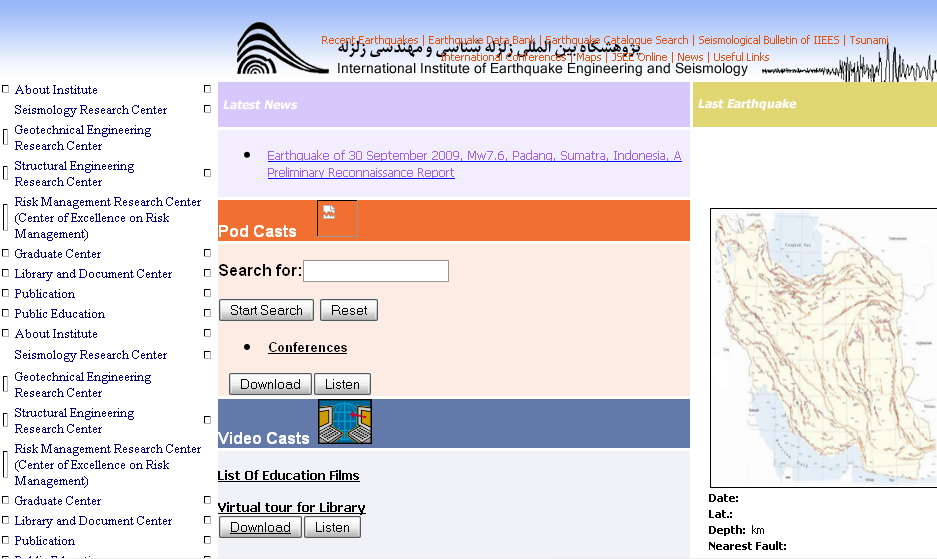 Recent Earthquakes | Earthquake Data Bank | Earthquake Catalogue Search | Seismological Bulletin of IIEES | Tsunami
پژوهشگاه بین المللی زلزله شناسی و مهندسی زلزله
International Conferences | Maps | JSEE Online | News | Useful Links
International Institute of Earthquake Engineering and Seismology
About Institute
Seismology Research Center
Geotechnical Engineering
Research Center
Structural Engineering
Research Center
Risk Management Research Center
(Center of Excellence on Risk
Management)
Graduate Center
Library and Document Center
Publication
Public Education
About Institute
Seismology Research Center
Geotechnical Engineering
Research Center
Structural Engineering
Research Center
Risk Management Research Center
(Center of Excellence on Risk
Management)
Graduate Center
Library and Document Center
Publication
Latest News
Earthquake of 30 September 2009, Mw7.6, Padang, Sumatra, Indonesia, A
Preliminary Reconnaissance Report
Pod Casts
Search for:
Start Search Reset
Conferences
Download Listen
Video Casts
List Of Education Films
Virtual tour for Library
Download Listen
Last Earthquake
Date:
Lat.:
Depth: km
Nearest Fault: